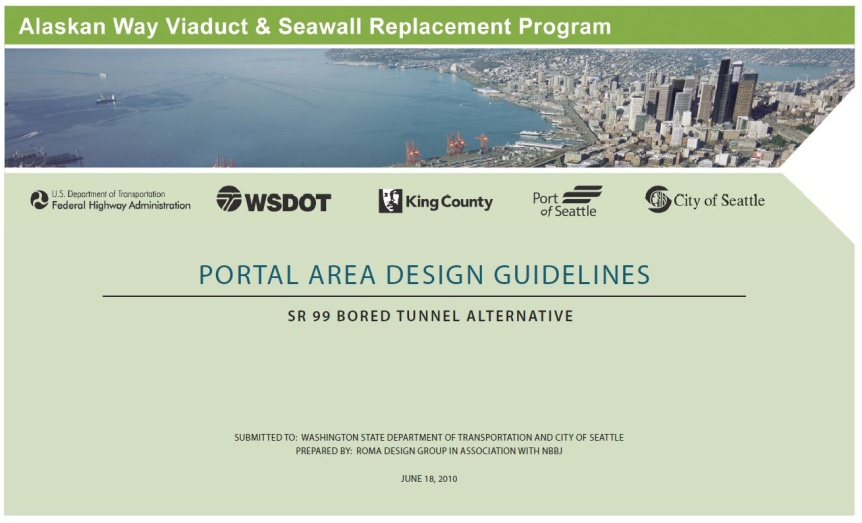 Alaskan Way Viaduct & Seawall Replacement Program
U.S. Department of Transportation
Federal Highway Administration
WSDOT
King County
Port
of Seattle
City of Seattle
PORTAL AREA DESIGN GUIDELINES
SR 99 BORED TUNNEL ALTERNATIVE
SUBMITTED TO: WASHINGTON STATE DEPARTMENT OF TRANSPORTATION AND CITY OF SEATTLE
PREPARED BY: ROMA DESIGN GROUP IN ASSOCIATION WITH NBBJ
JUNE 18, 2010